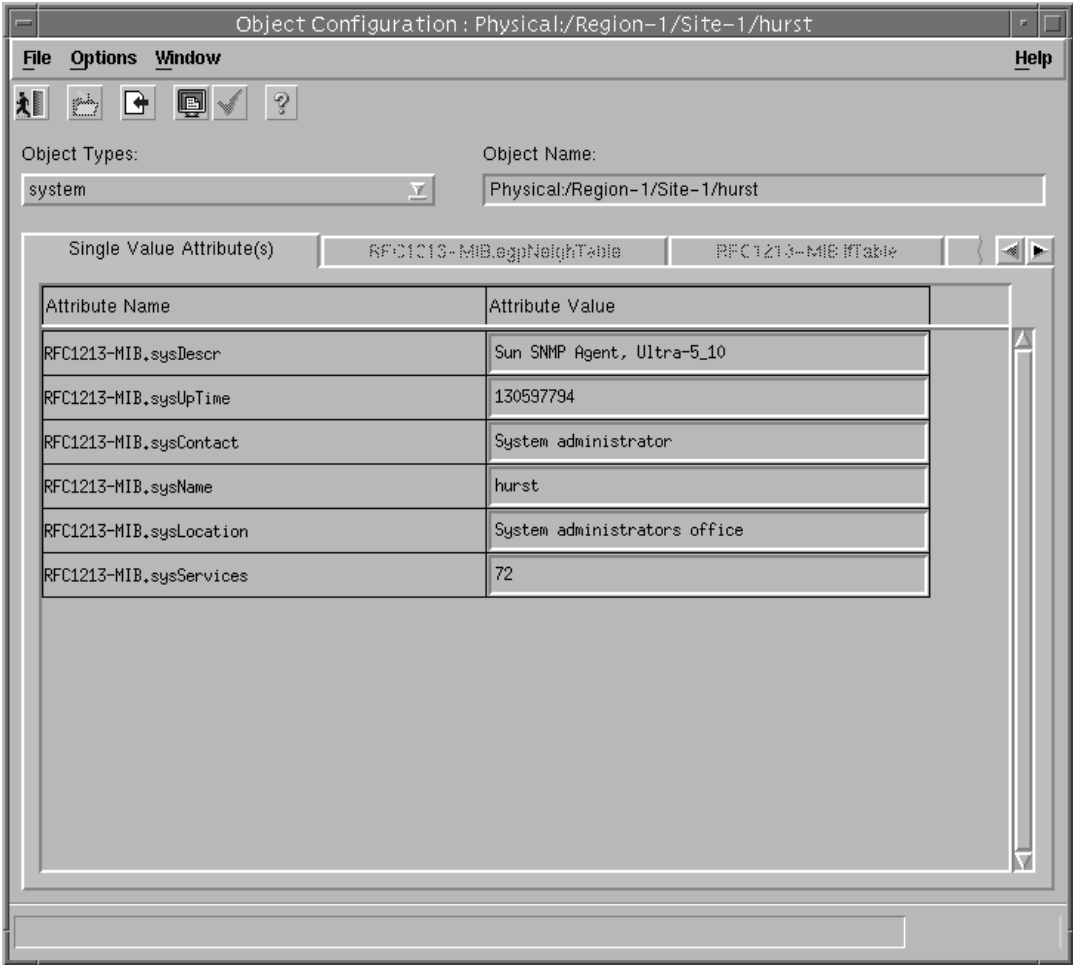 Object Configuration : Physical:/Region-1/Site-1/hurst
File Options Window Help
Object Types: Object Name:
system Physical:/Region-1/Site-1/hurst
Single Value Attribute(s) RFC1213-MIB.egpNeighTable RFC1213-MIB.ifTable
Attribute Name Attribute Value
RFC1213-MIB.sysDescr Sun SNMP Agent, Ultra-5_10
RFC1213-MIB.sysUpTime 130597794
RFC1213-MIB.sysContact System administrator
RFC1213-MIB.sysName hurst
RFC1213-MIB.sysLocation System administrators office
RFC1213-MIB.sysServices 72